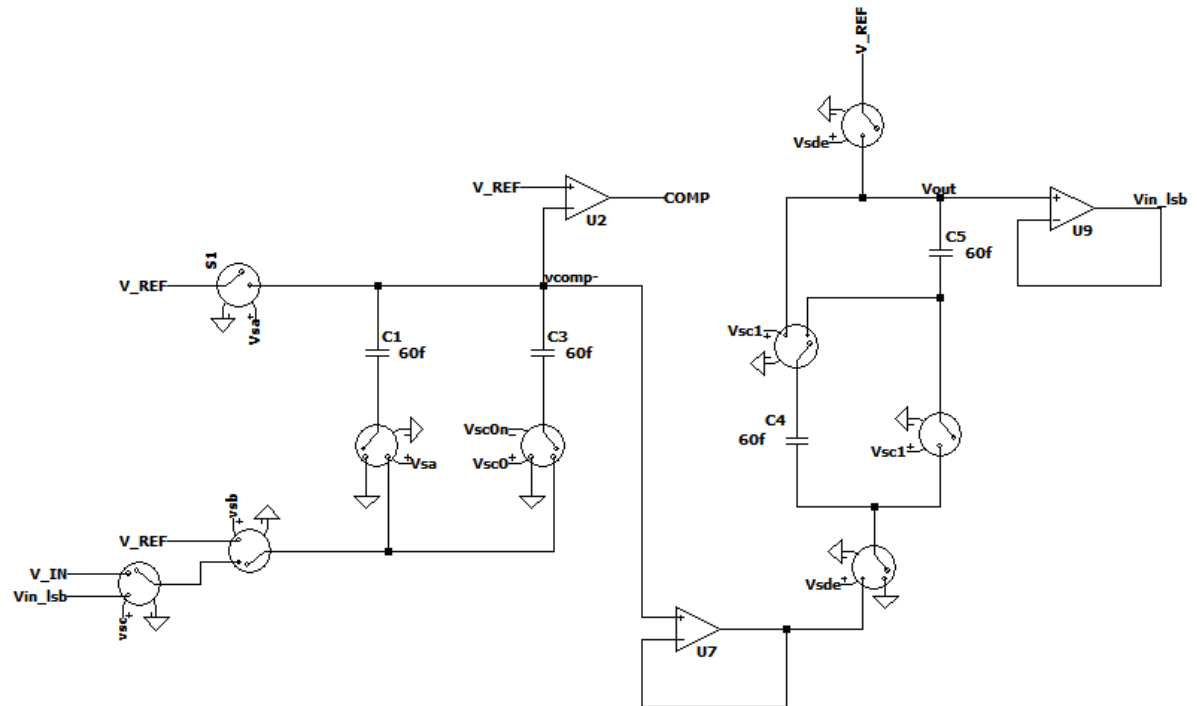 V_REF
Vsde
V_REF
COMP
U2
Vout
Vin_lsb
U9
C5
60f
S1
V_REF
Vsa
vcomp-
C1
60f
C3
60f
Vsc1
C4
60f
Vsc1
Vsc0n
Vsc0
Vsa
vsb
V_REF
V_IN
Vin_lsb
vsc
Vsde
U7